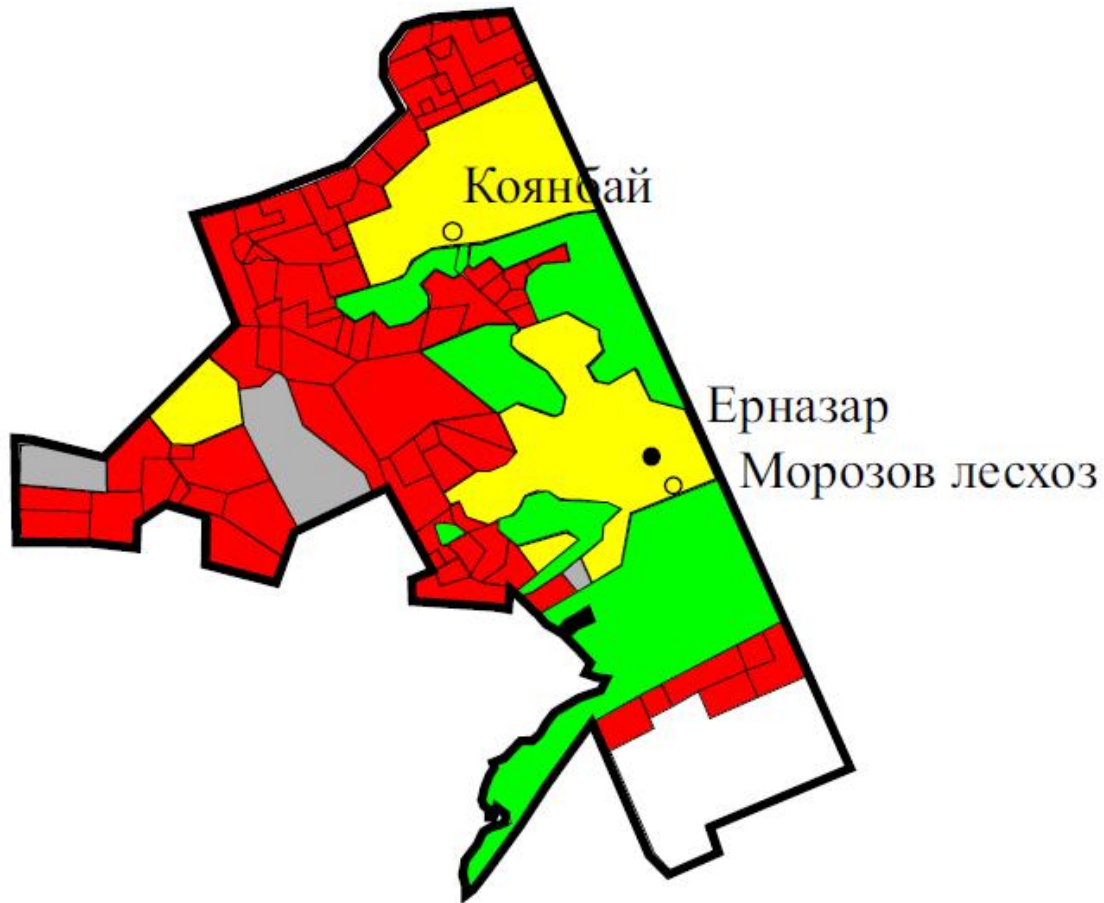 Коянбай
Ерназар
Морозов лесхоз